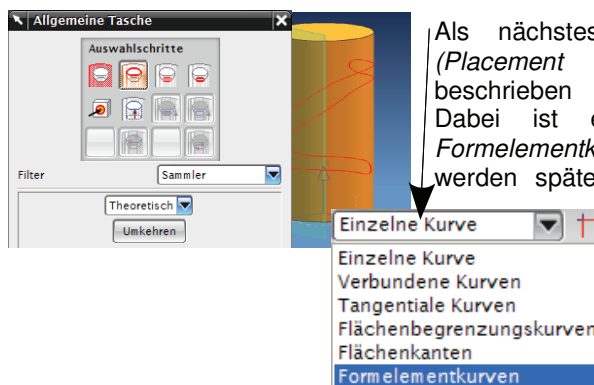 Allgemeine Tasche
Auswahlschritte
Filter
Sammler
Theoretisch
Umkehren
Als nächstes
(Placement
beschrieben
Dabei ist
werden späte
Einzelne Kurve
Einzelne Kurve
Verbundene Kurven
Tangentiale Kurven
Flächenbegrenzungskurven
Flächenkanten
Formelementkurven